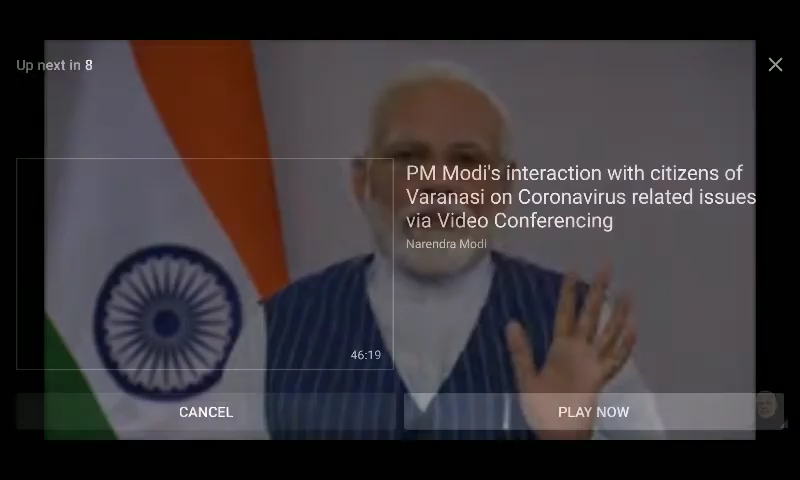 Up next in 8
PM Modi's interaction with citizens of
Varanasi on Coronavirus related issues
via Video Conferencing
Narendra Modi
46:19
CANCEL
PLAY NOW